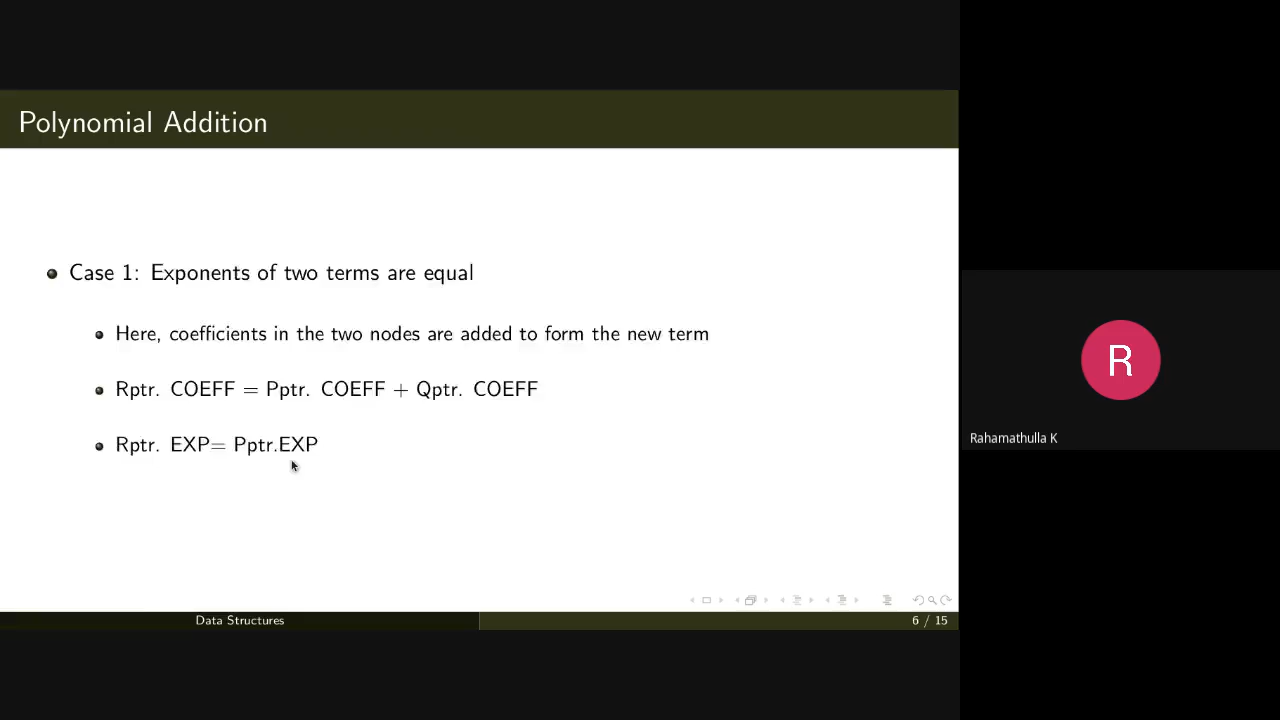 Polynomial Addition
Case 1: Exponents of two terms are equal
Here, coefficients in the two nodes are added to form the new term
Rptr. COEFF = Pptr. COEFF + Qptr. COEFF
Rptr. EXP= Pptr.EXP
Data Structures
6 / 15
R
Rahamathulla K